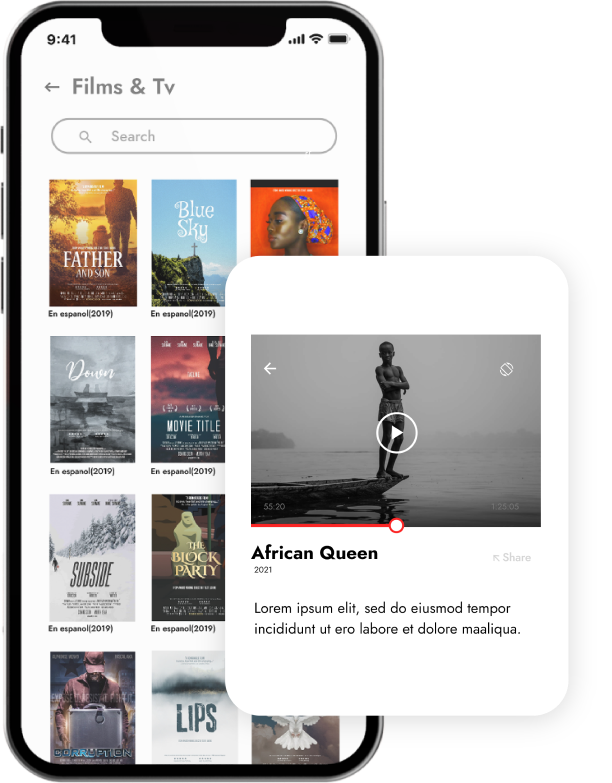 9:41
Films & Tv
Search
FATHER
AND SON
Blue
Sky
En espanol(2019)
En espanol(2019)
Down
MOVIE TITLE
En espanol(2019)
En espanol(2019)
SUBSIDE
THE
BLOCK
PARTY
En espanol(2019)
En espanol(2019)
CORRUPTION
LIPS
55:20
1:25:05
African Queen
Share
2021
Lorem ipsum elit, sed do eiusmod tempor
incididunt ut ero labore et dolore maaliqua.